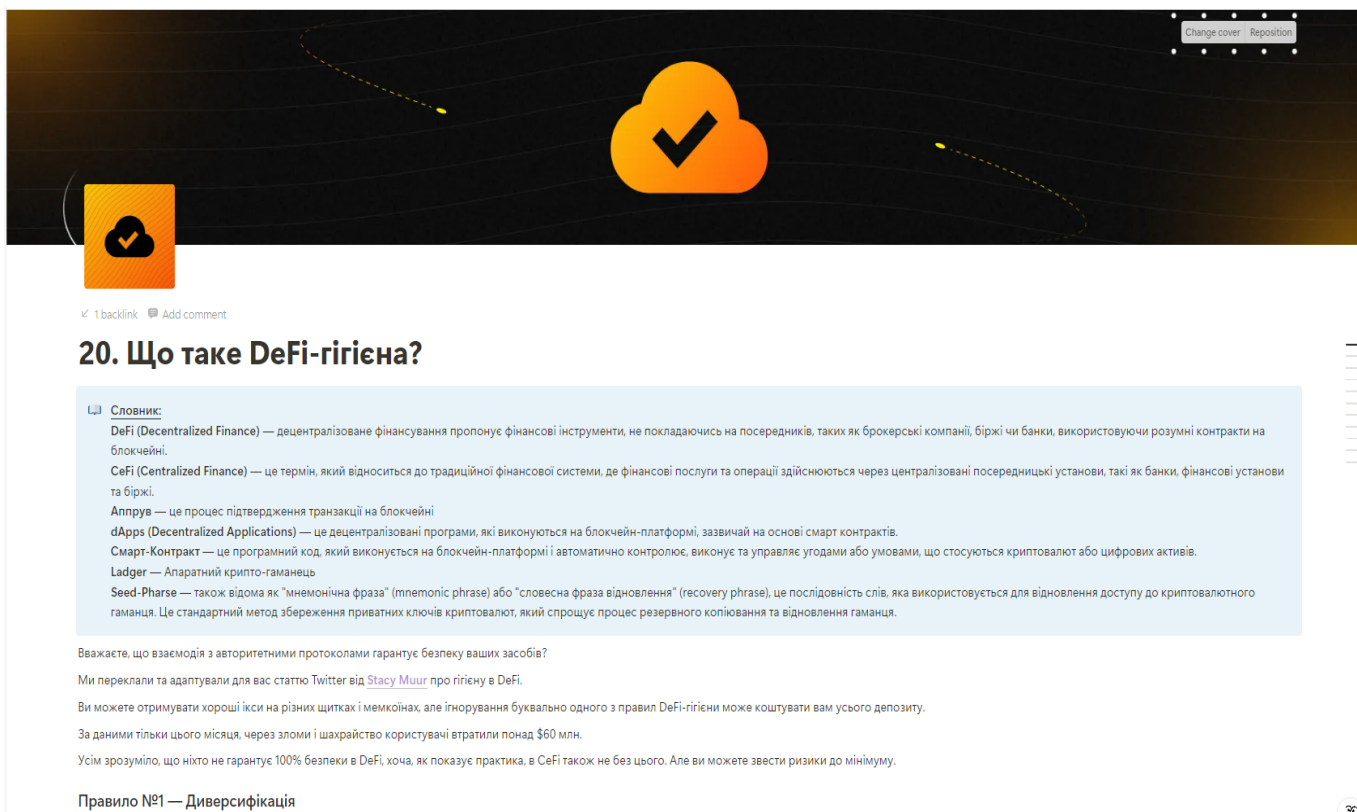 Change cover Reposition
1 backlink Add comment
20. Що таке DeFi-гігієна?
Словник:
DeFi (Decentralized Finance) — децентралізоване фінансування пропонує фінансові інструменти, не покладаючись на посередників, таких як брокерські компанії, біржі чи банки, використовуючи розумні контракти на
блокчейні.
CeFi (Centralized Finance) — це термін, який відноситься до традиційної фінансової системи, де фінансові послуги та операції здійснюються через централізовані посередницькі установи, такі як банки, фінансові установи
та біржі.
Аппрув — це процес підтвердження транзакції на блокчейні
dApps (Decentralized Applications) — це децентралізовані програми, які виконуються на блокчейн-платформі, зазвичай на основі смарт контрактів.
Смарт-Контракт — це програмний код, який виконується на блокчейн-платформі і автоматично контролює, виконує та управляє угодами або умовами, що стосуються криптовалют або цифрових активів.
Ladger — Апаратний крипто-гаманець
Seed-Pharse — також відома як "мнемонічна фраза" (mnemonic phrase) або "словесна фраза відновлення" (recovery phrase), це послідовність слів, яка використовується для відновлення доступу до криптовалютного
гаманця. Це стандартний метод збереження приватних ключів криптовалют, який спрощує процес резервного копіювання та відновлення гаманця.
Вважаєте, що взаємодія з авторитетними протоколами гарантує безпеку ваших засобів?
Ми переклали та адаптували для вас статтю Twitter від Stacy Muur про гігієну в DeFi.
Ви можете отримувати хороші ікси на різних щитках і мемкоїнах, але ігнорування буквально одного з правил DeFi-гігієни може коштувати вам усього депозиту.
За даними тільки цього місяця, через зломи і шахрайство користувачі втратили понад $60 млн.
Усім зрозуміло, що ніхто не гарантує 100% безпеки в DeFi, хоча, як показує практика, в CeFi також не без цього. Але ви можете звести ризики до мінімуму.
Правило №1 — Диверсифікація